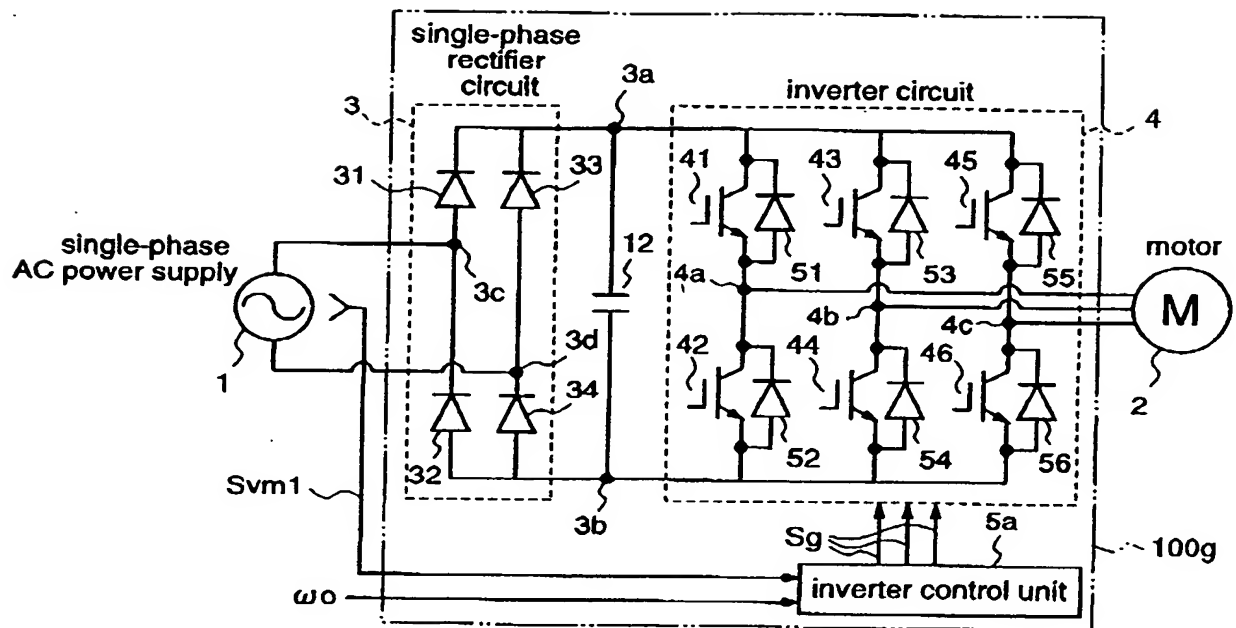 single-phase
rectifier
circuit
3a
inverter circuit
3
4
31
33
41
43
45
single-phase
AC power supply
12
51
53
55
motor
3c
4a
4b
4c
M
1
3d
42
44
46
2
34
32
52
54
56
Svm1
3b
Sg
5a
100g
ωo
inverter control unit